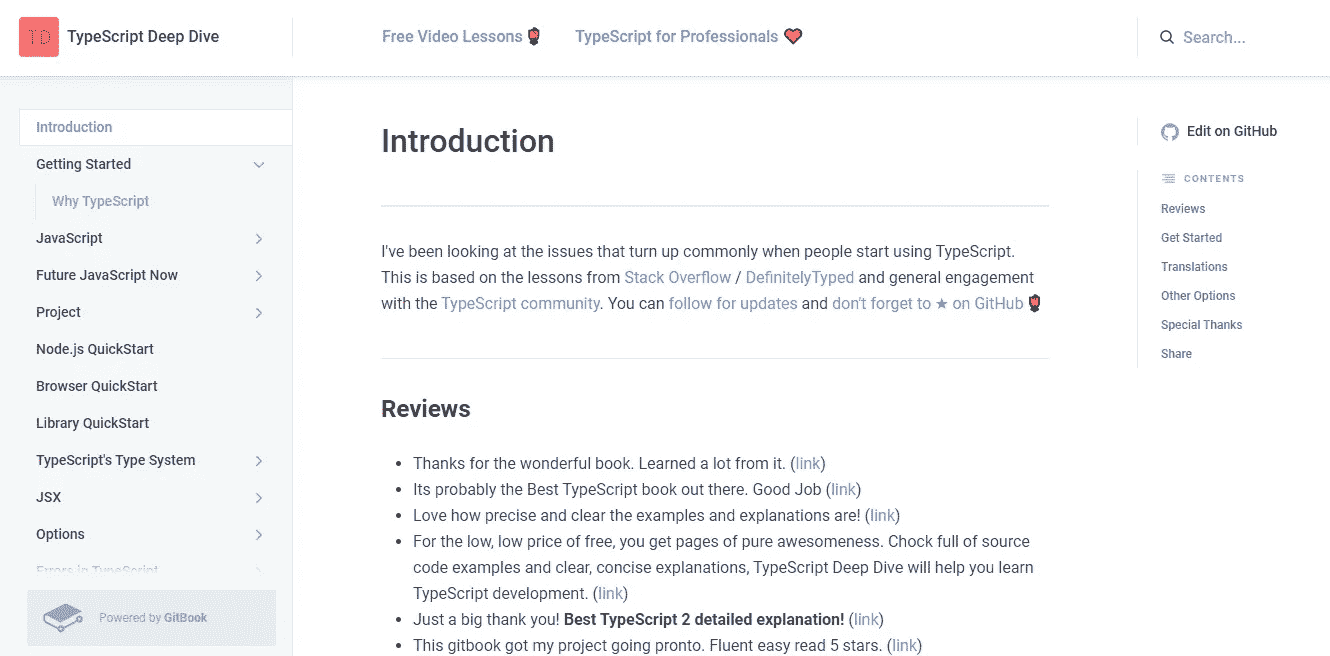 TD TypeScript Deep Dive
Free Video Lessons
TypeScript for Professionals
Search...
Introduction
Getting Started
Why TypeScript
JavaScript
Future JavaScript Now
Project
Node.js QuickStart
Browser QuickStart
Library QuickStart
TypeScript's Type System
JSX
Options
Errors in TypeScript
Powered by GitBook
Introduction
I've been looking at the issues that turn up commonly when people start using TypeScript.
This is based on the lessons from Stack Overflow / DefinitelyTyped and general engagement
with the TypeScript community. You can follow for updates and don't forget to ★ on GitHub
Reviews
• Thanks for the wonderful book. Learned a lot from it. (link)
• Its probably the Best TypeScript book out there. Good Job (link)
• Love how precise and clear the examples and explanations are! (link)
• For the low, low price of free, you get pages of pure awesomeness. Chock full of source
code examples and clear, concise explanations, TypeScript Deep Dive will help you learn
TypeScript development. (link)
• Just a big thank you! Best TypeScript 2 detailed explanation! (link)
• This gitbook got my project going pronto. Fluent easy read 5 stars. (link)
Edit on GitHub
CONTENTS
Reviews
Get Started
Translations
Other Options
Special Thanks
Share